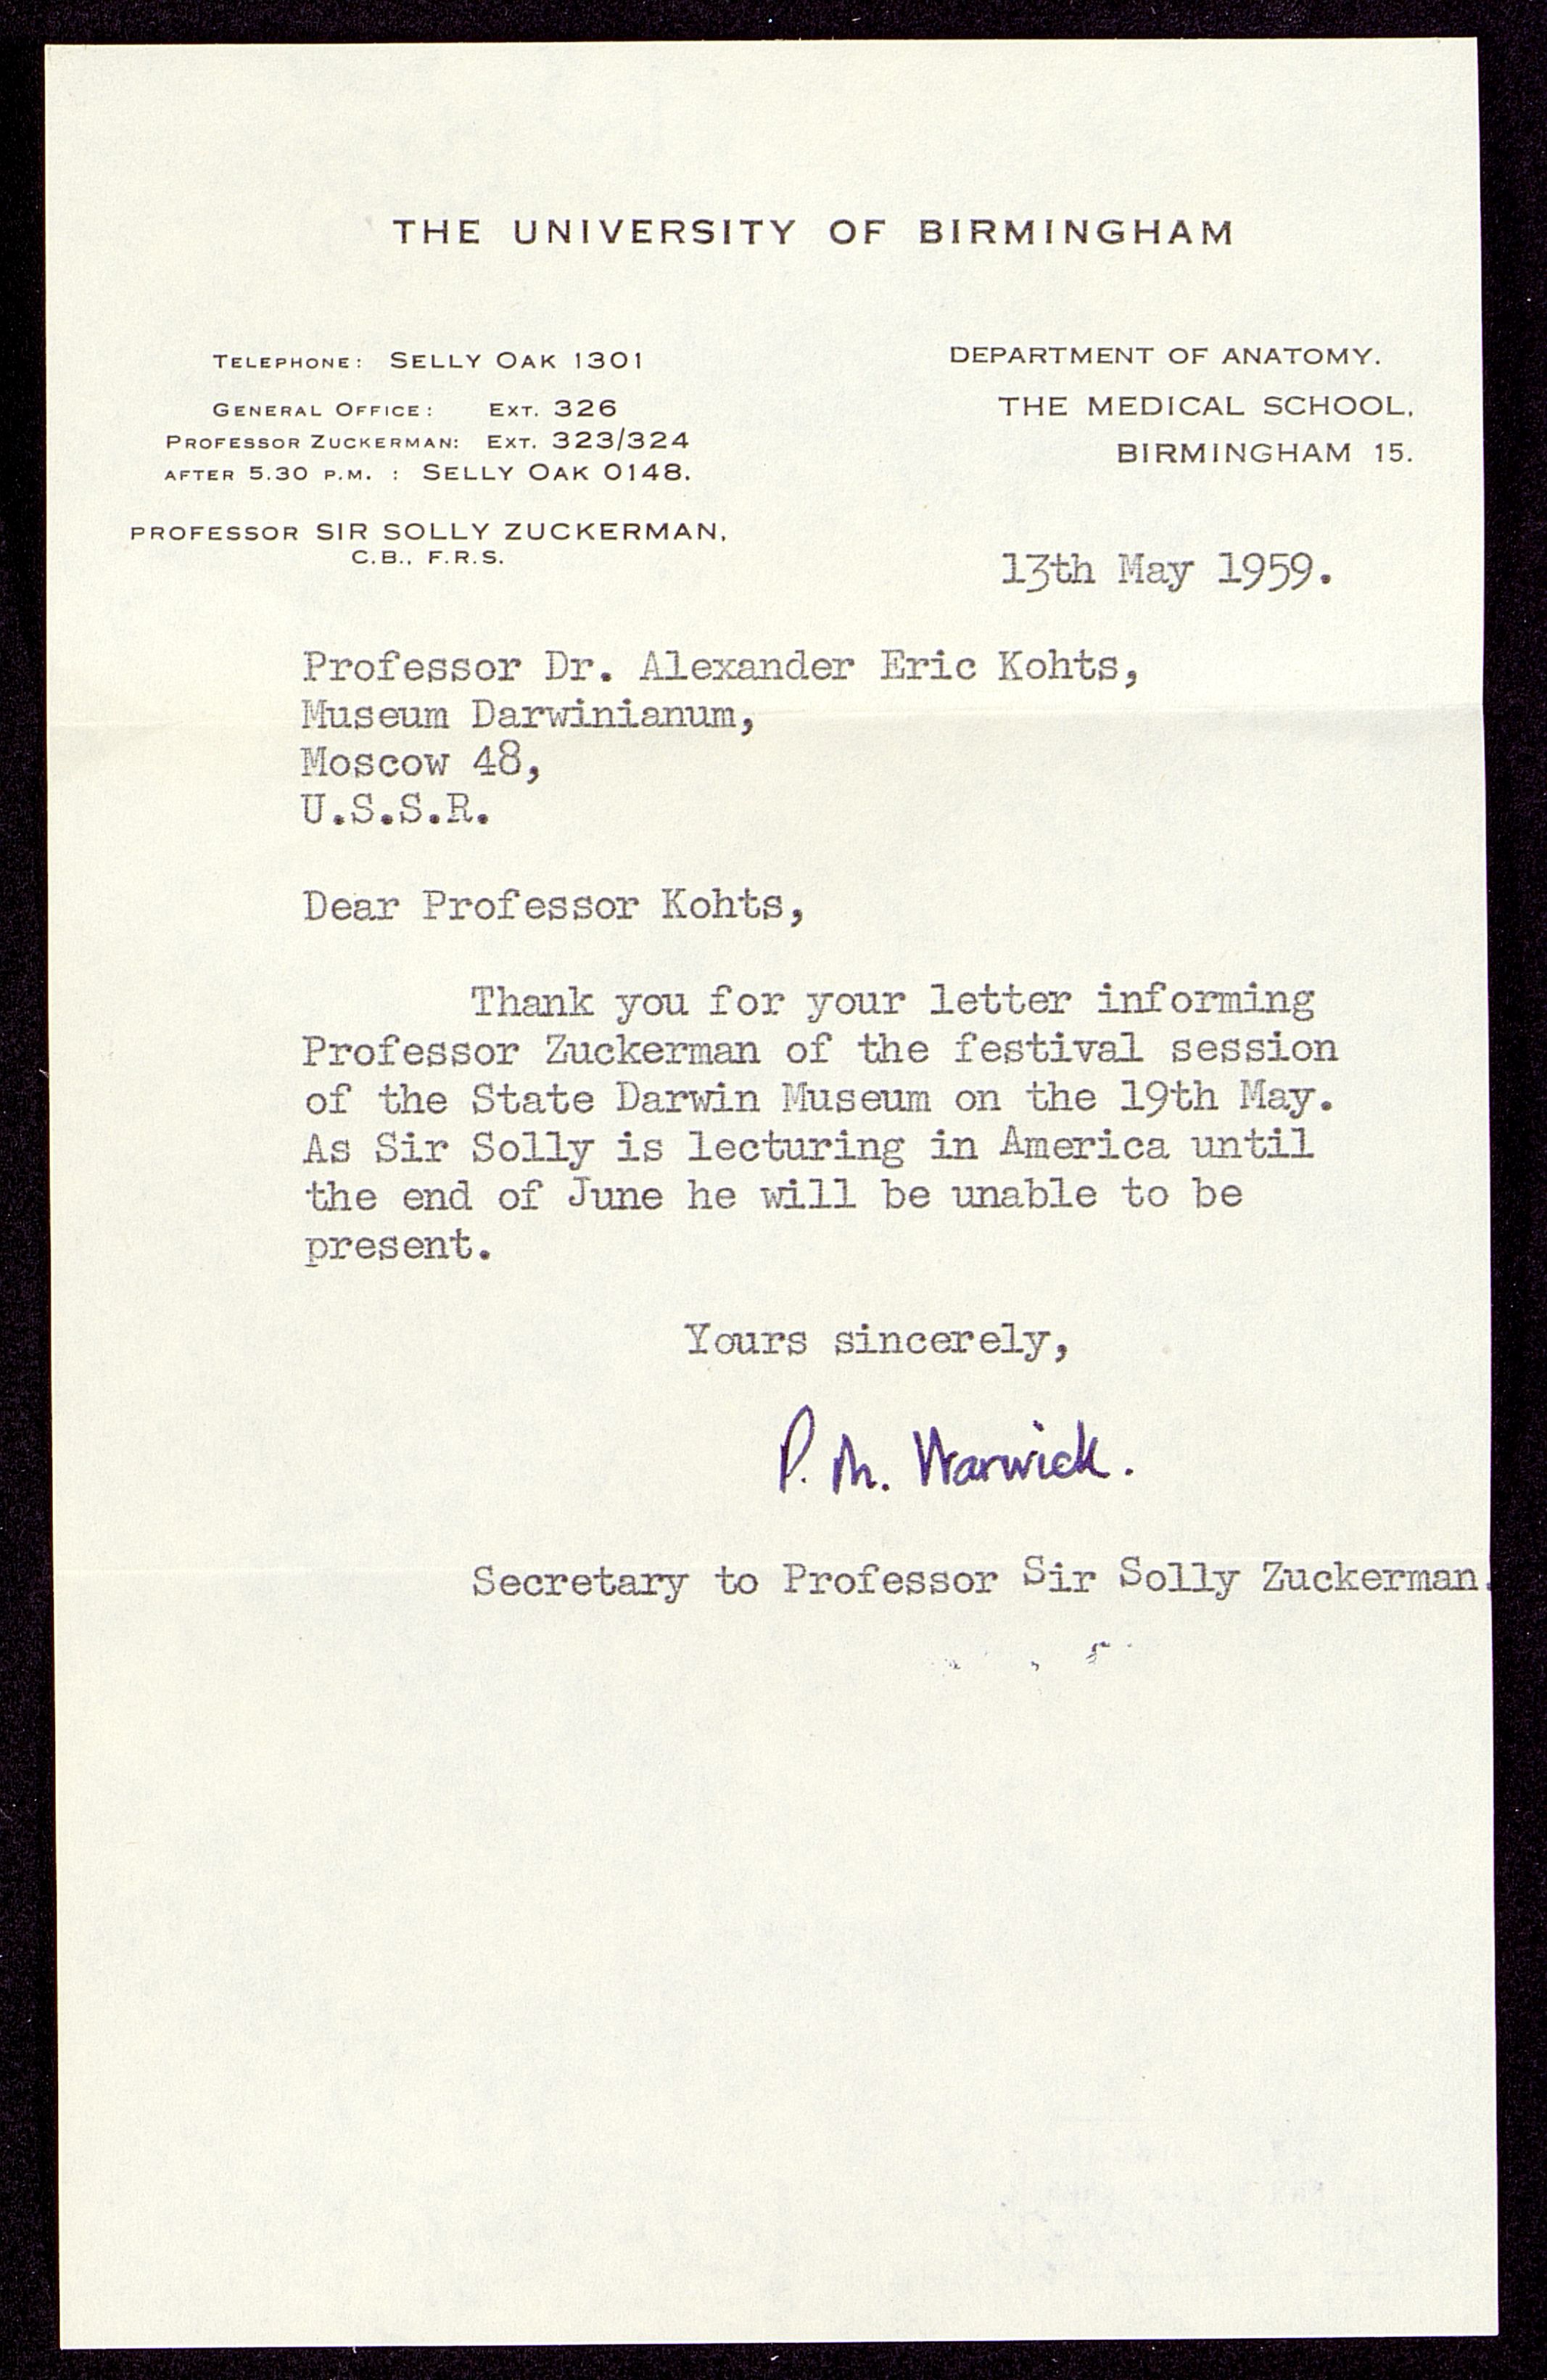 THE UNIVERSITY OF BIRMINGHAM
TELEPHONE: SELLY OAK 1301
GENERAL OFFICE: EXT. 326
PROFESSOR ZUCKERMAN: EXT. 323/324
AFTER 5.30 P.M. : SELLY OAK 0148.
PROFESSOR SIR SOLLY ZUCKERMAN,
C.B., F.R.S.
DEPARTMENT OF ANATOMY.
THE MEDICAL SCHOOL,
BIRMINGHAM 15.
13th May 1959.
Professor Dr. Alexander Eric Kohts,
Museum Darwinianum,
Moscow 48,
U.S.S.R.
Dear Professor Kohts,
Thank you for your letter informing
Professor Zuckerman of the festival session
of the State Darwin Museum on the 19th May.
As Sir Solly is lecturing in America until
the end of June he will be unable to be
present.
Yours sincerely,
P. M. Warwick.
Secretary to Professor Sir Solly Zuckerman.